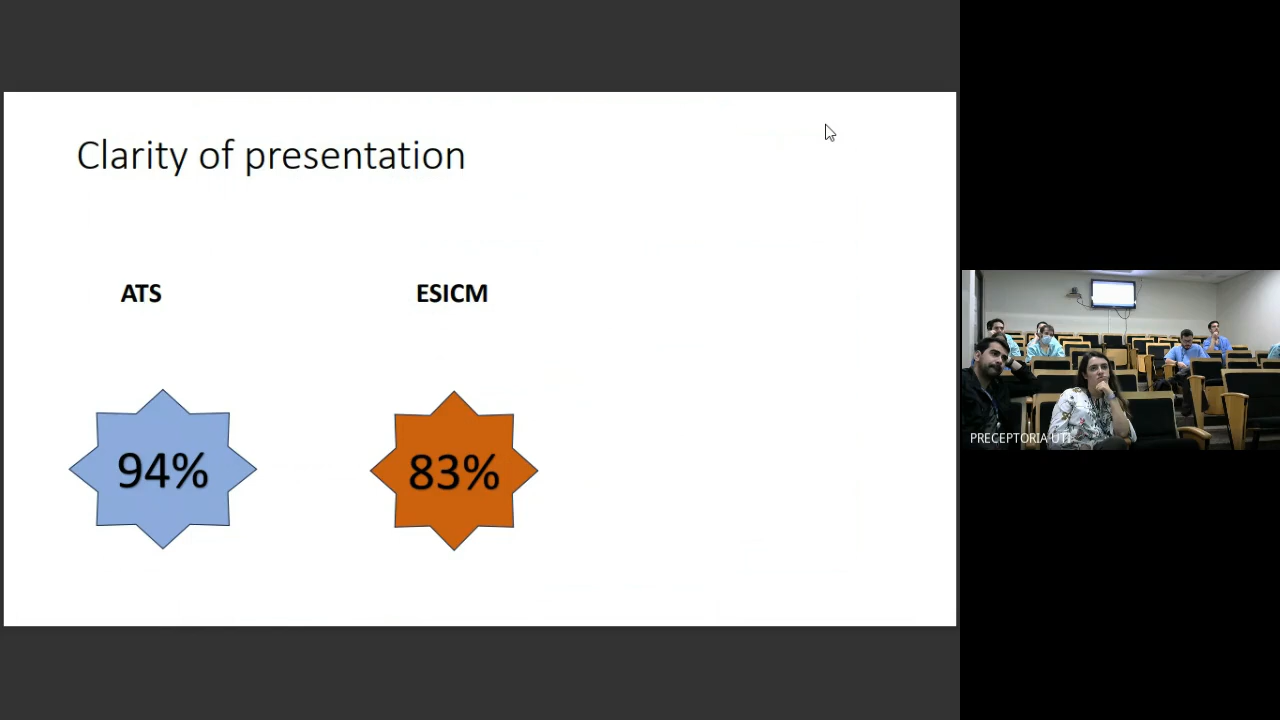 Clarity of presentation
ATS
ESICM
94%
83%
PRECEPTORIA UTI